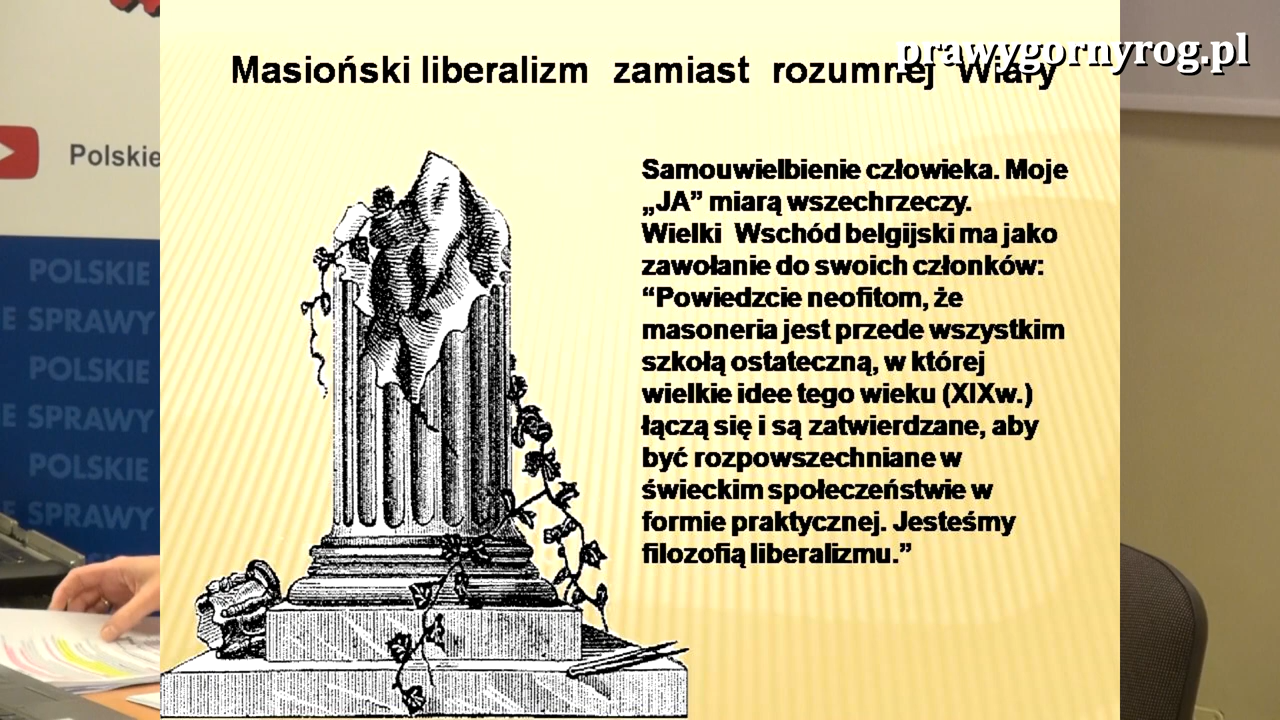 prawygornyrog.pl
Masioński liberalizm zamiast rozumnej Wiary
Samouwielbienie człowieka. Moje
„JA” miarą wszechrzeczy.
Wielki Wschód belgijski ma jako
zawołanie do swoich członków:
“Powiedzcie neofitom, że
masoneria jest przede wszystkim
szkołą ostateczną, w której
wielkie idee tego wieku (XIXw.)
łączą się i są zatwierdzane, aby
być rozpowszechniane w
świeckim społeczeństwie w
formie praktycznej. Jesteśmy
filozofią liberalizmu.”
Polskie
POLSKIE
E SPRAWY
POLSKIE
E SPRAWY
POLSKIE
E SPRAWY